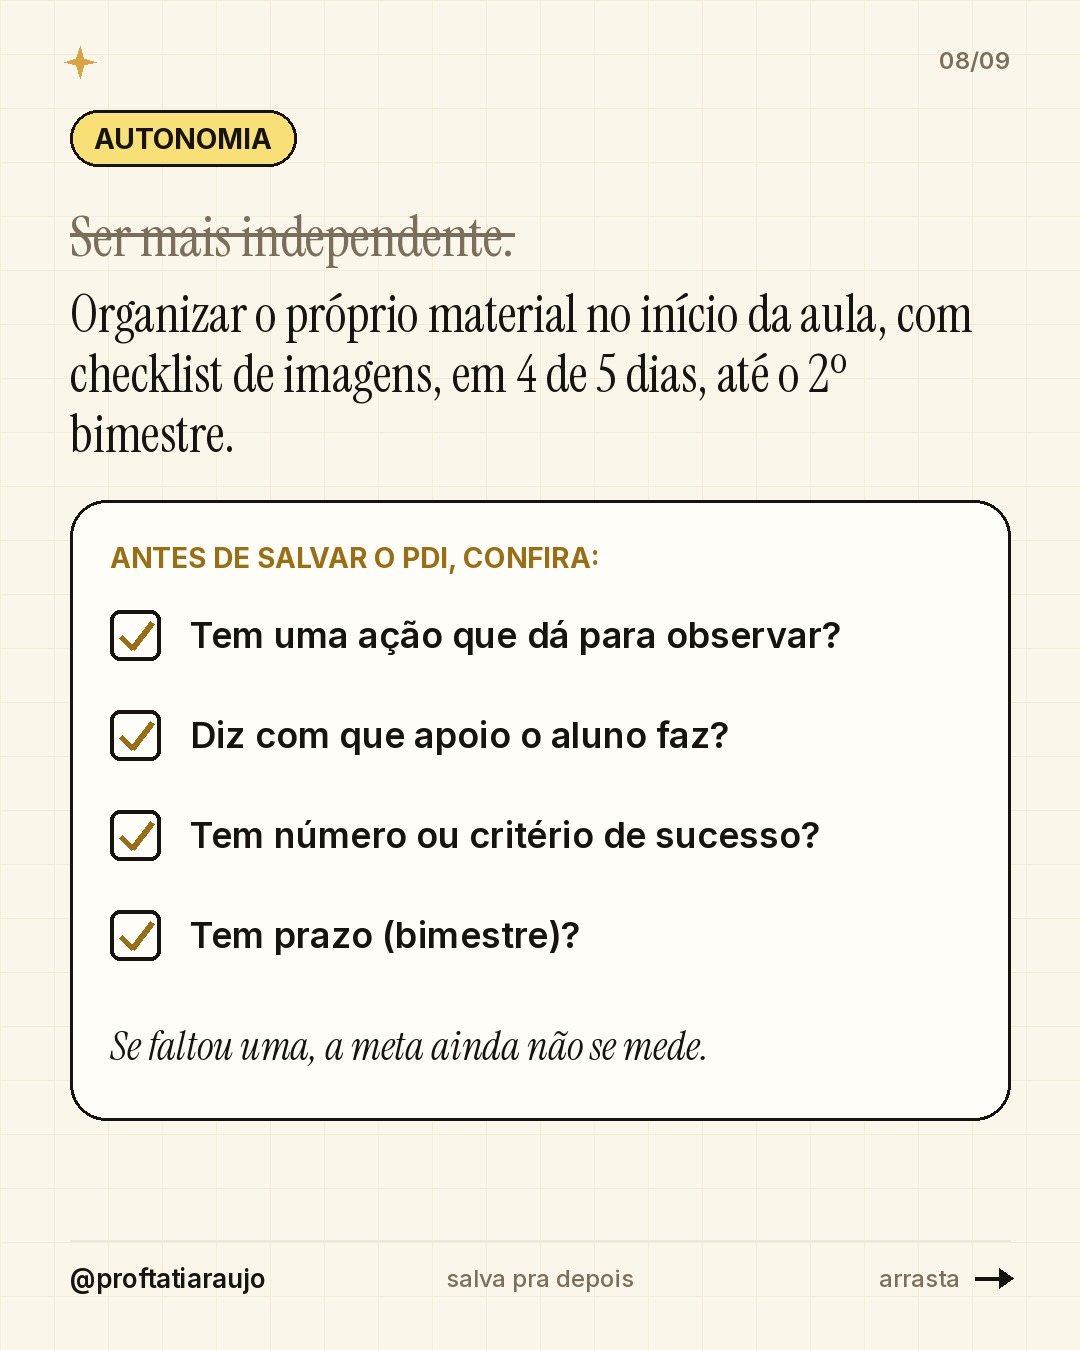 08/09
AUTONOMIA
Ser mais independente.
Organizar o próprio material no início da aula, com
checklist de imagens, em 4 de 5 dias, até o 2º
bimestre.
ANTES DE SALVAR O PDI, CONFIRA:
Tem uma ação que dá para observar?
Diz com que apoio o aluno faz?
Tem número ou critério de sucesso?
Tem prazo (bimestre)?
Se faltou uma, a meta ainda não se mede.
@proftatiaraujo
salva pra depois
arrasta